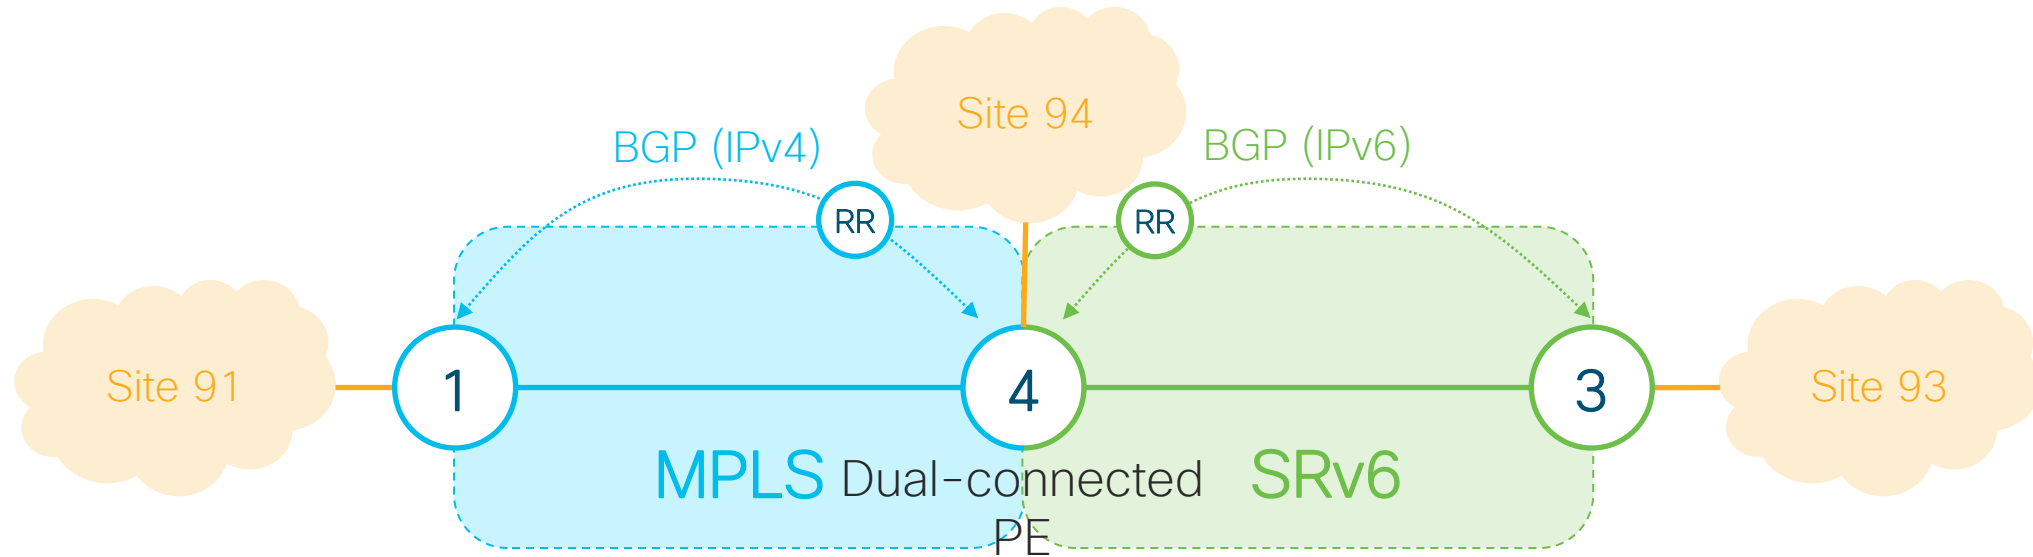 Site 94
BGP (IPv4)
BGP (IPv6)
RR
RR
Site 91
1
4
3
Site 93
MPLS
Dual-connected
PE
SRv6